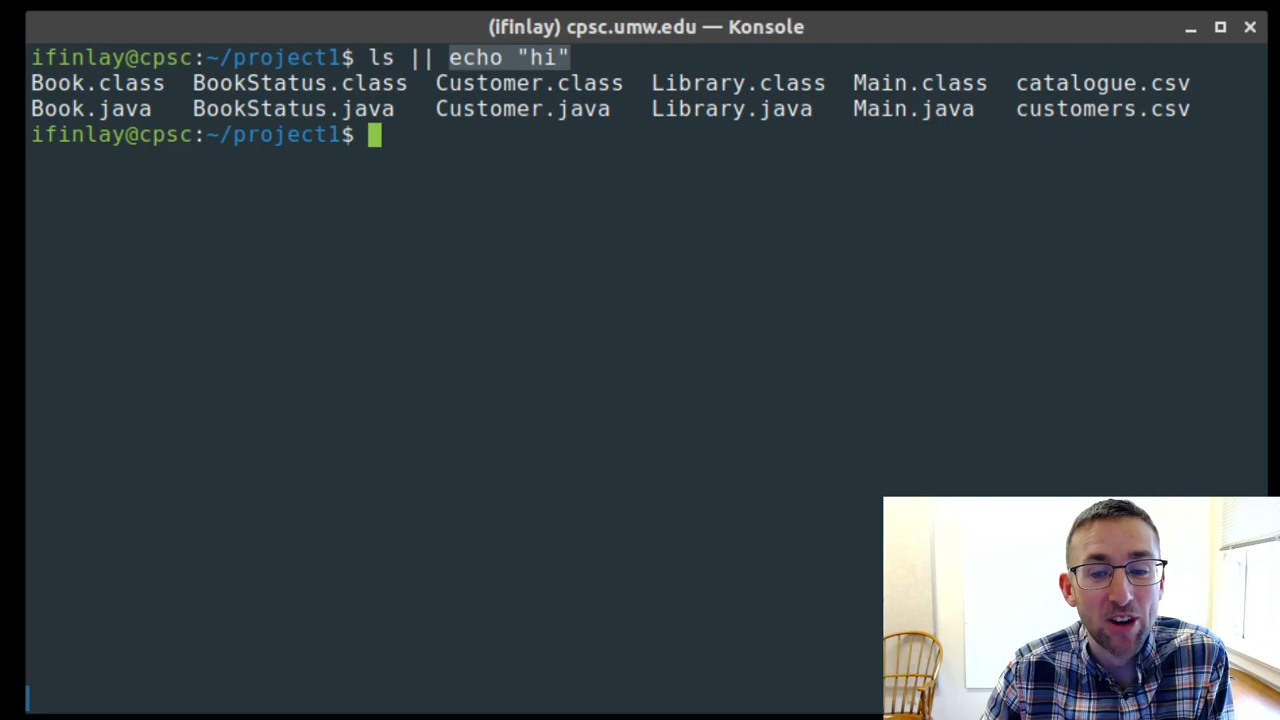 (ifinlay) cpsc.umw.edu — Konsole
ifinlay@cpsc:~/project1$ ls || echo "hi"
Book.class  BookStatus.class  Customer.class  Library.class  Main.class  catalogue.csv
Book.java  BookStatus.java  Customer.java  Library.java  Main.java  customers.csv
ifinlay@cpsc:~/project1$